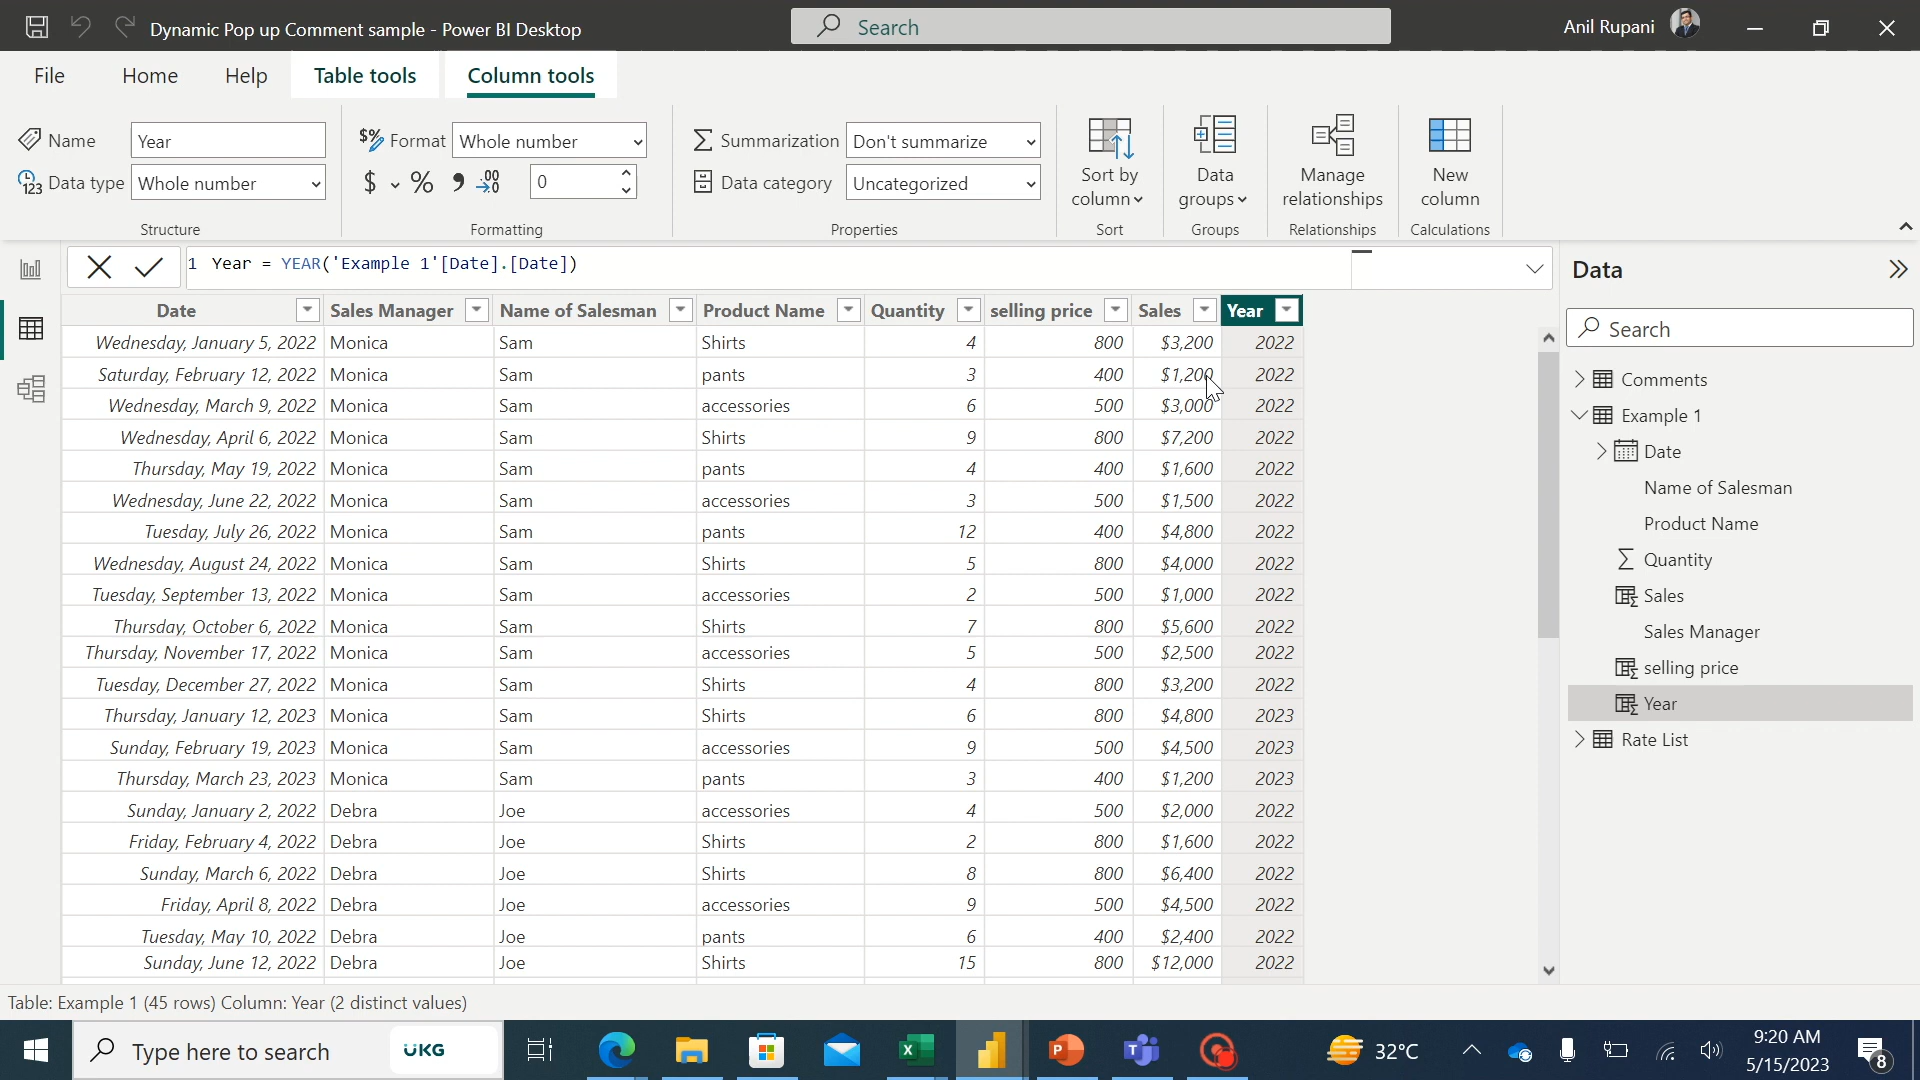 Dynamic Pop up Comment sample - Power BI Desktop
Search
Anil Rupani
File Home Help Table tools Column tools
Name Year
Data type Whole number
Structure
$% Format Whole number
$ % 9 .00 0
Formatting
Summarization Don't summarize
Data category Uncategorized
Properties
Sort by column
Sort
Data groups
Groups
Manage relationships
Relationships
New column
Calculations
1 Year = YEAR('Example 1'[Date].[Date])
Date Sales Manager Name of Salesman Product Name Quantity selling price Sales Year
Wednesday, January 5, 2022 Monica Sam Shirts 4 800 $3,200 2022
Saturday, February 12, 2022 Monica Sam pants 3 400 $1,200 2022
Wednesday, March 9, 2022 Monica Sam accessories 6 500 $3,000 2022
Wednesday, April 6, 2022 Monica Sam Shirts 9 800 $7,200 2022
Thursday, May 19, 2022 Monica Sam pants 4 400 $1,600 2022
Wednesday, June 22, 2022 Monica Sam accessories 3 500 $1,500 2022
Tuesday, July 26, 2022 Monica Sam pants 12 400 $4,800 2022
Wednesday, August 24, 2022 Monica Sam Shirts 5 800 $4,000 2022
Tuesday, September 13, 2022 Monica Sam accessories 2 500 $1,000 2022
Thursday, October 6, 2022 Monica Sam Shirts 7 800 $5,600 2022
Thursday, November 17, 2022 Monica Sam accessories 5 500 $2,500 2022
Tuesday, December 27, 2022 Monica Sam Shirts 4 800 $3,200 2022
Thursday, January 12, 2023 Monica Sam Shirts 6 800 $4,800 2023
Sunday, February 19, 2023 Monica Sam accessories 9 500 $4,500 2023
Thursday, March 23, 2023 Monica Sam pants 3 400 $1,200 2023
Sunday, January 2, 2022 Debra Joe accessories 4 500 $2,000 2022
Friday, February 4, 2022 Debra Joe Shirts 2 800 $1,600 2022
Sunday, March 6, 2022 Debra Joe Shirts 8 800 $6,400 2022
Friday, April 8, 2022 Debra Joe accessories 9 500 $4,500 2022
Tuesday, May 10, 2022 Debra Joe pants 6 400 $2,400 2022
Sunday, June 12, 2022 Debra Joe Shirts 15 800 $12,000 2022
Data
Search
Comments
Example 1
Date
Name of Salesman
Product Name
Quantity
Sales
Sales Manager
selling price
Year
Rate List
Table: Example 1 (45 rows) Column: Year (2 distinct values)
Type here to search
UKG
32°C
9:20 AM
5/15/2023
8